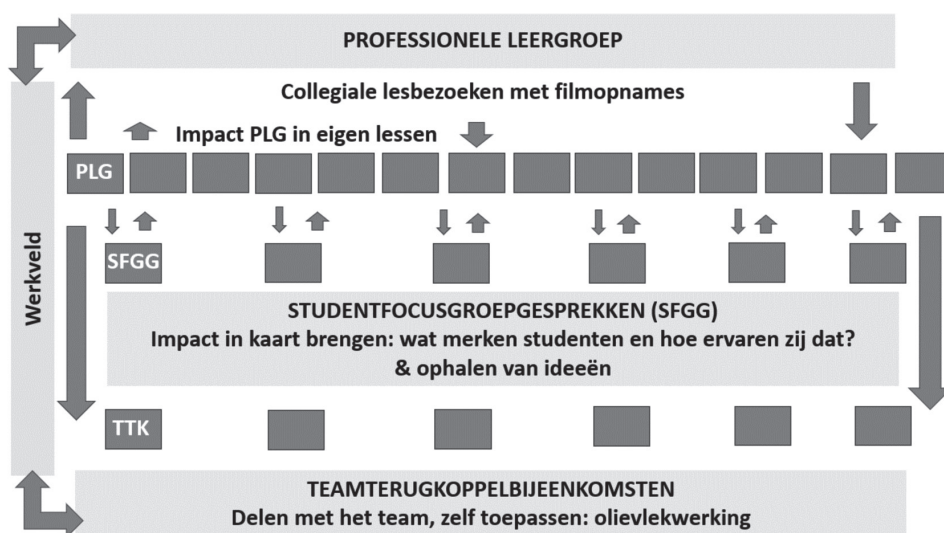 PROFESSIONELE LEERGROEP
Collegiale lesbezoeken met filmopnames
Impact PLG in eigen lessen
PLG
Werkveld
SFGG
STUDENTFOCUSGROEPGESPREKKEN (SFGG)
Impact in kaart brengen: wat merken studenten en hoe ervaren zij dat?
& ophalen van ideeën
TTK
TEAMTERUGKOPPELBIJEENKOMSTEN
Delen met het team, zelf toepassen: olievlekwerking